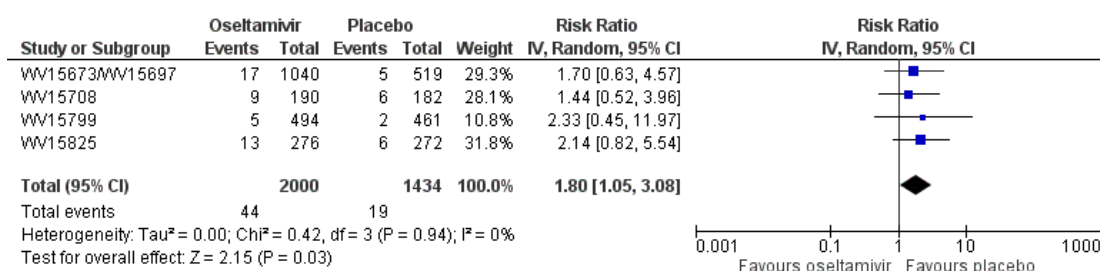 Oseltamivir Placebo Risk Ratio Risk Ratio
Study or Subgroup Events Total Events Total Weight IV, Random, 95% CI IV, Random, 95% CI
WV15673/WV15697 17 1040 5 519 29.3% 1.70 [0.63, 4.57]
WV15708 9 190 6 182 28.1% 1.44 [0.52, 3.96]
WV15799 5 494 2 461 10.8% 2.33 [0.45, 11.97]
WV15825 13 276 6 272 31.8% 2.14 [0.82, 5.54]
Total (95% CI) 2000 1434 100.0% 1.80 [1.05, 3.08]
Total events 44 19
Heterogeneity: Tau² = 0.00; Chi² = 0.42, df = 3 (P = 0.94); I² = 0%
Test for overall effect: Z = 2.15 (P = 0.03)
0.001 0.1 1 10 1000
Favours oseltamivir Favours placebo